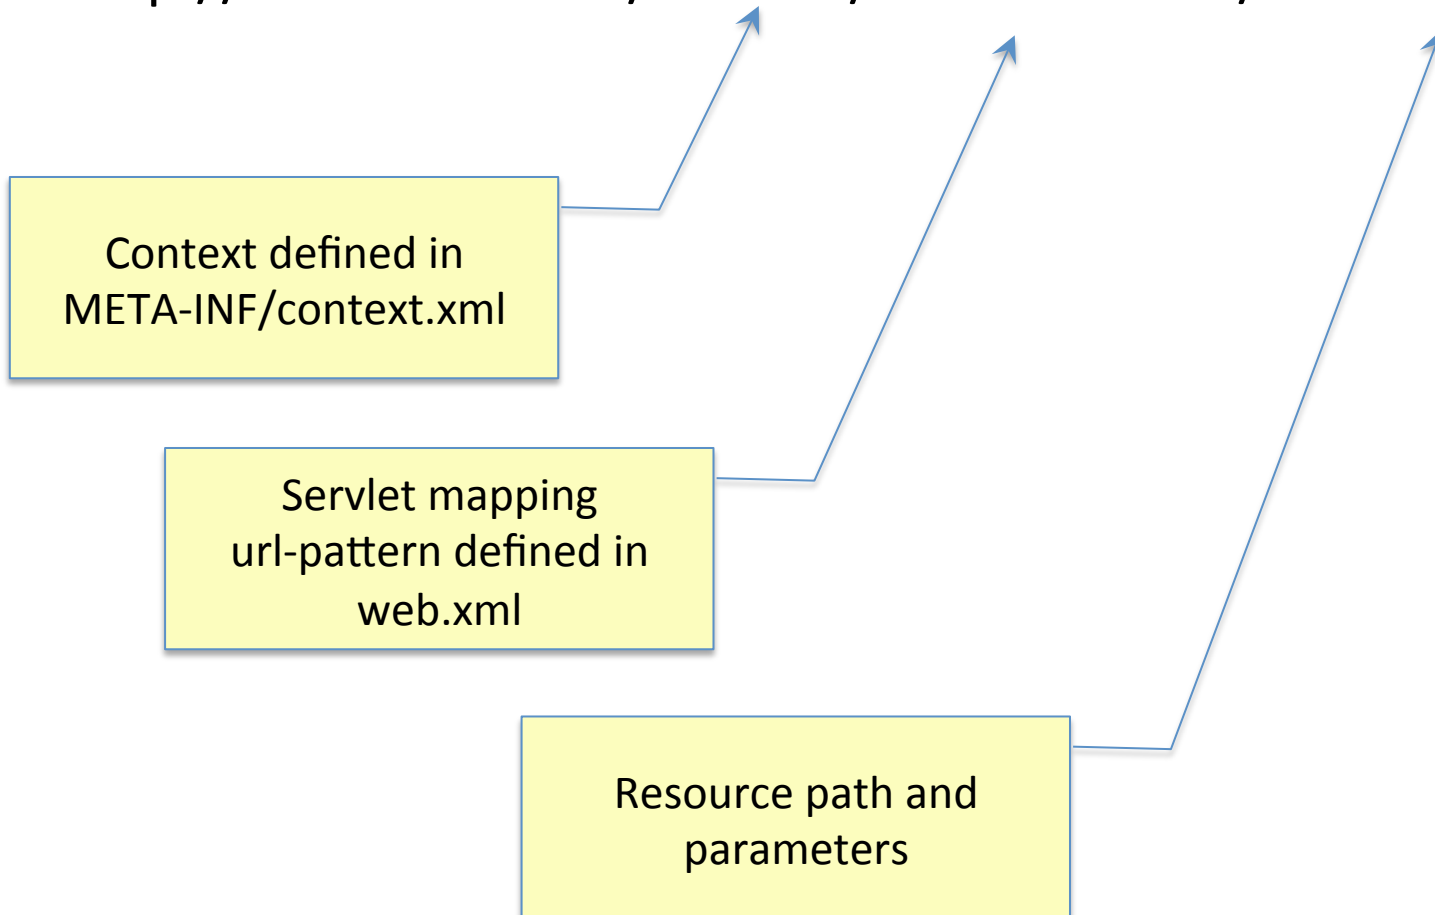 Context defined in
META-INF/context.xml
Servlet mapping
url-pattern defined in
web.xml
Resource path and
parameters